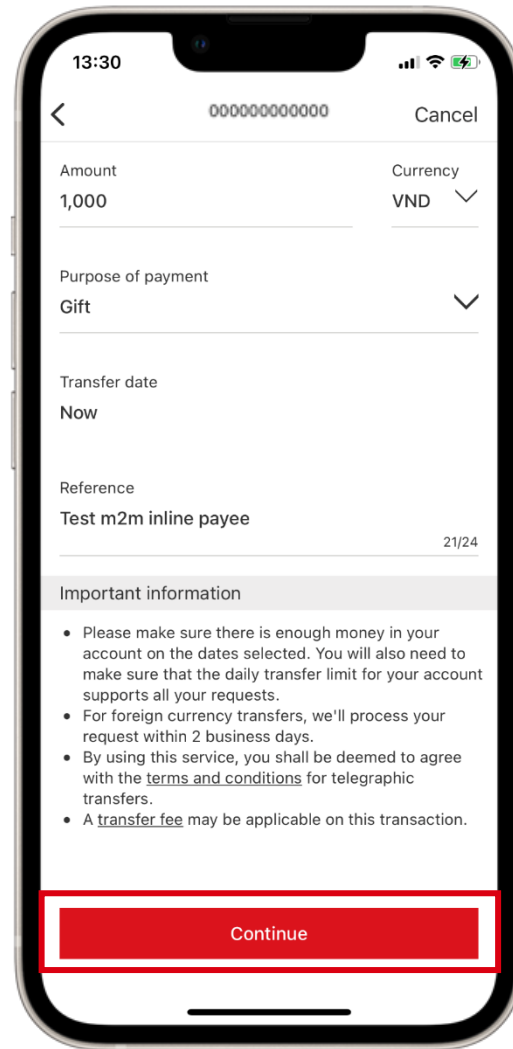 13:30
000000000000
Cancel
Amount
Currency
1,000
VND
Purpose of payment
Gift
Transfer date
Now
Reference
Test m2m inline payee
21/24
Important information
• Please make sure there is enough money in your
account on the dates selected. You will also need to
make sure that the daily transfer limit for your account
supports all your requests.
• For foreign currency transfers, we'll process your
request within 2 business days.
• By using this service, you shall be deemed to agree
with the terms and conditions for telegraphic
transfers.
• A transfer fee may be applicable on this transaction.
Continue